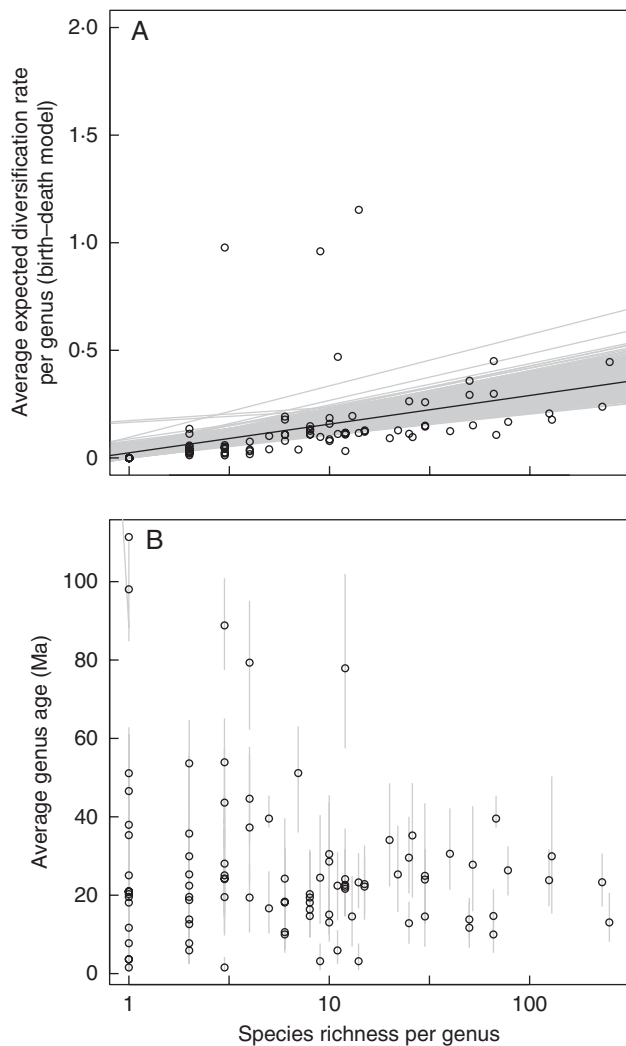 A
2·0
1·5
1·0
0·5
0
Average expected diversification rate
per genus (birth–death model)
B
100
80
60
40
20
0
Average genus age (Ma)
1
10
100
Species richness per genus